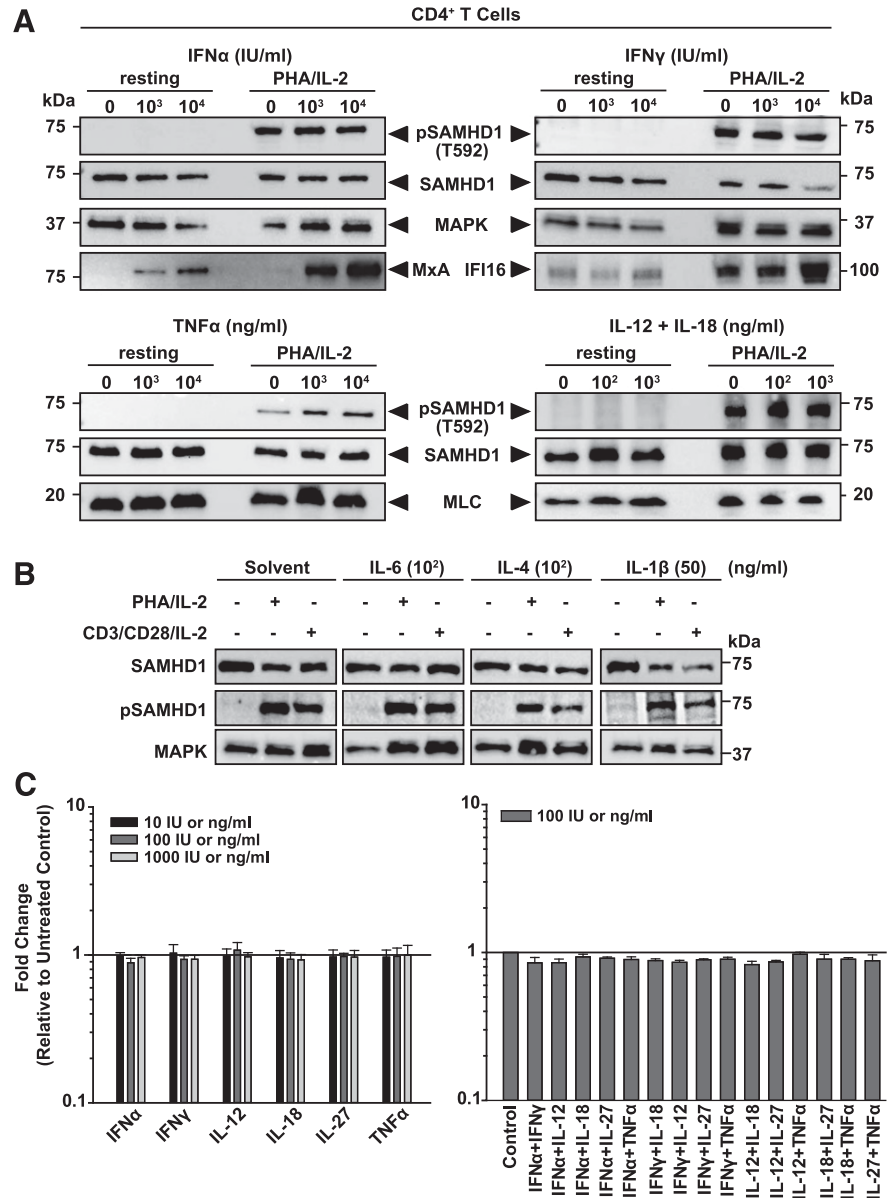 A
CD4⁺ T Cells
IFNα (IU/ml)
resting PHA/IL-2
kDa 0 10³ 10⁴ 0 10³ 10⁴
75
75
37
75
pSAMHD1
(T592)
SAMHD1
MAPK
MxA IFI16
IFNγ (IU/ml)
resting PHA/IL-2
0 10³ 10⁴ 0 10³ 10⁴ kDa
75
75
37
100
TNFα (ng/ml)
resting PHA/IL-2
0 10³ 10⁴ 0 10³ 10⁴
75
75
20
pSAMHD1
(T592)
SAMHD1
MLC
IL-12 + IL-18 (ng/ml)
resting PHA/IL-2
0 10² 10³ 0 10² 10³
75
75
20
B
Solvent IL-6 (10²) IL-4 (10²) IL-1β (50) (ng/ml)
PHA/IL-2 - + - - + - - + - - + -
CD3/CD28/IL-2 - - + - - + - - + - - +
kDa
SAMHD1 75
pSAMHD1 75
MAPK 37
C
Fold Change
(Relative to Untreated Control)
10
1
0.1
10 IU or ng/ml
100 IU or ng/ml
1000 IU or ng/ml
IFNα
IFNγ
IL-12
IL-18
IL-27
TNFα
10
1
0.1
100 IU or ng/ml
Control
IFNα+IFNγ
IFNα+IL-12
IFNα+IL-18
IFNα+IL-27
IFNα+TNFα
IFNγ+IL-18
IFNγ+IL-12
IFNγ+IL-27
IFNγ+TNFα
IL-12+IL-18
IL-12+IL-27
IL-12+TNFα
IL-18+IL-27
IL-18+TNFα
IL-27+TNFα